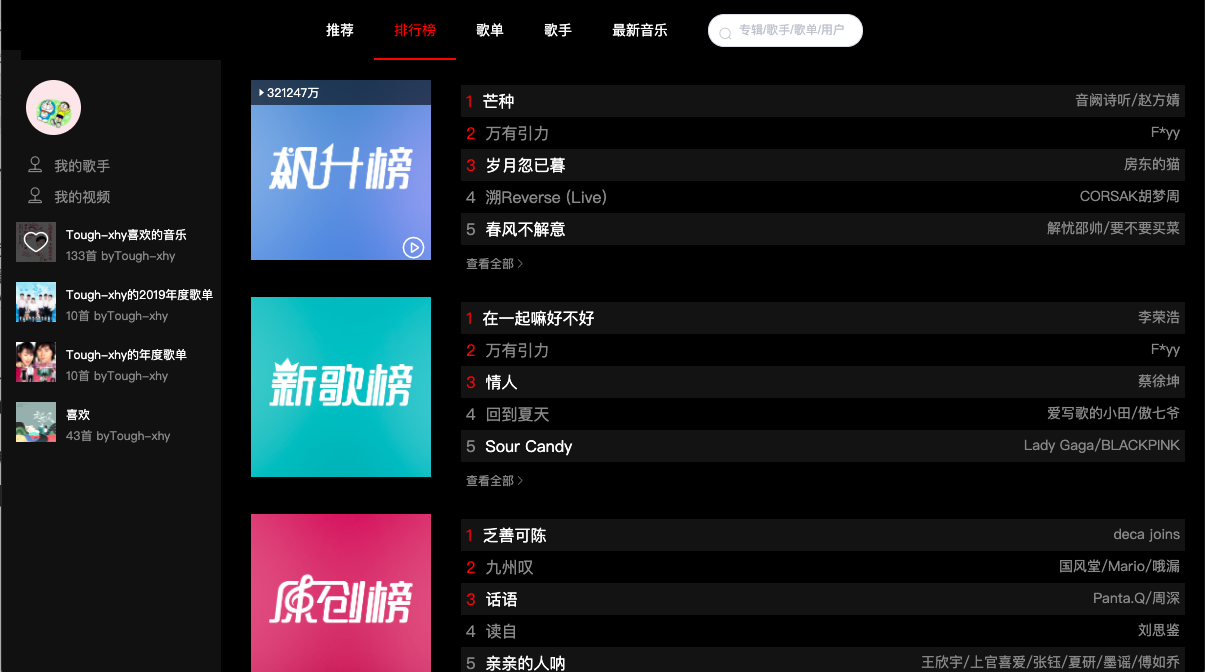 推荐
排行榜
歌单
歌手
最新音乐
专辑/歌手/歌单/用户
我的歌手
我的视频
Tough-xhy喜欢的音乐
133首 byTough-xhy
Tough-xhy的2019年度歌单
10首 byTough-xhy
Tough-xhy的年度歌单
10首 byTough-xhy
喜欢
43首 byTough-xhy
321247万
飙升榜
1 芒种 音阙诗听/赵方婧
2 万有引力 F*yy
3 岁月忽已暮 房东的猫
4 溯Reverse (Live) CORSAK胡梦周
5 春风不解意 解忧邵帅/要不要买菜
查看全部
新歌榜
1 在一起嘛好不好 李荣浩
2 万有引力 F*yy
3 情人 蔡徐坤
4 回到夏天 爱写歌的小田/傲七爷
5 Sour Candy Lady Gaga/BLACKPINK
查看全部
原创榜
1 乏善可陈 deca joins
2 九州叹 国风堂/Mario/哦漏
3 话语 Panta.Q/周深
4 读自 刘思鉴
5 亲亲的人呐 王欣宇/上官喜爱/张钰/夏研/墨谣/傅如乔